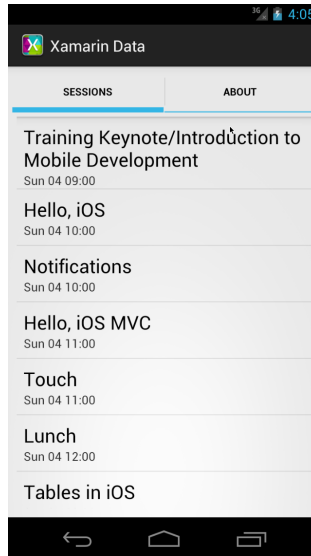 3G 4:05
Xamarin Data
SESSIONS ABOUT
Training Keynote/Introduction to
Mobile Development
Sun 04 09:00
Hello, iOS
Sun 04 10:00
Notifications
Sun 04 10:00
Hello, iOS MVC
Sun 04 11:00
Touch
Sun 04 11:00
Lunch
Sun 04 12:00
Tables in iOS